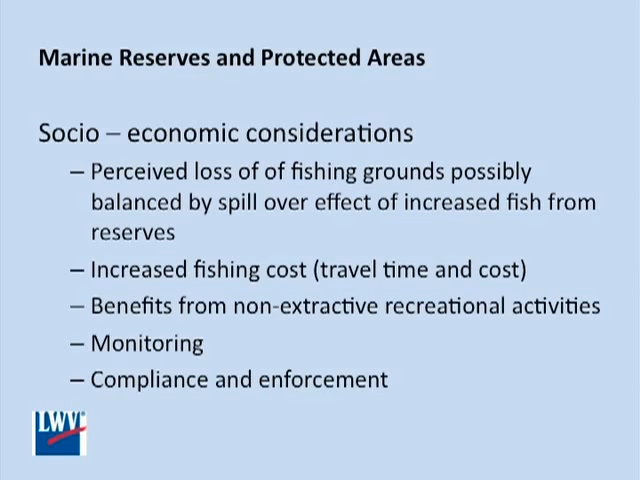 Marine Reserves and Protected Areas
Socio – economic considerations
– Perceived loss of of fishing grounds possibly
balanced by spill over effect of increased fish from
reserves
– Increased fishing cost (travel time and cost)
– Benefits from non-extractive recreational activities
– Monitoring
– Compliance and enforcement
LWV